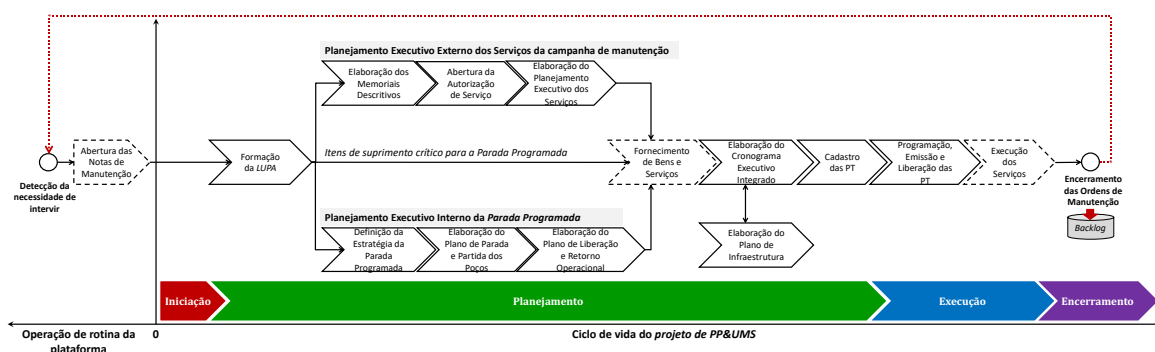 Planejamento Executivo Externo dos Serviços da campanha de manutenção
Elaboração dos
Memoriais
Descritivos
Abertura da
Autorização
de Serviço
Elaboração do
Planejamento
Executivo dos
Serviços
Detecção da
necessidade de
intervir
Abertura das
Notas de
Manutenção
Formação
da LUPA
Itens de suprimento crítico para a Parada Programada
Fornecimento
de Bens e
Serviços
Elaboração do
Cronograma
Executivo
Integrado
Cadastro
das PT
Programação,
Emissão e
Liberação das
PT
Execução
dos
Serviços
Encerramento
das Ordens de
Manutenção
Backlog
Planejamento Executivo Interno da Parada Programada
Definição da
Estratégia da
Parada
Programada
Elaboração do
Plano de Parada
e Partida dos
Poços
Elaboração do
Plano de Liberação
e Retorno
Operacional
Elaboração do
Plano de
Infraestrutura
Iniciação
Planejamento
Execução
Encerramento
Operação de rotina da
plataforma
0
Ciclo de vida do projeto de PP&UMS